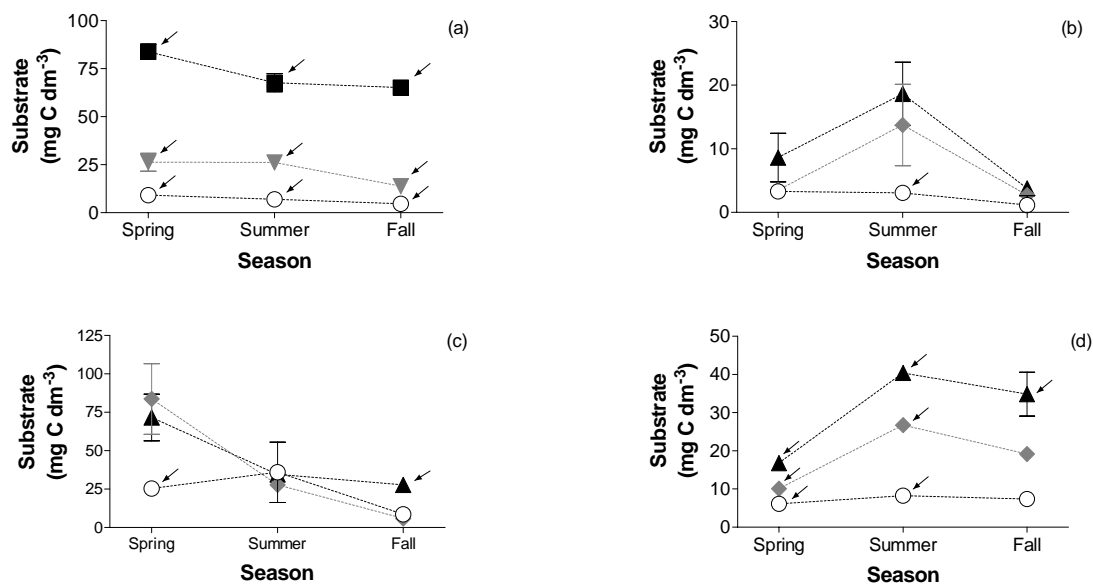 (a)
Substrate
(mg C dm⁻³)
100
75
50
25
0
Spring Summer Fall
Season
(b)
Substrate
(mg C dm⁻³)
30
20
10
0
Spring Summer Fall
Season
(c)
Substrate
(mg C dm⁻³)
125
100
75
50
25
0
Spring Summer Fall
Season
(d)
Substrate
(mg C dm⁻³)
50
40
30
20
10
0
Spring Summer Fall
Season